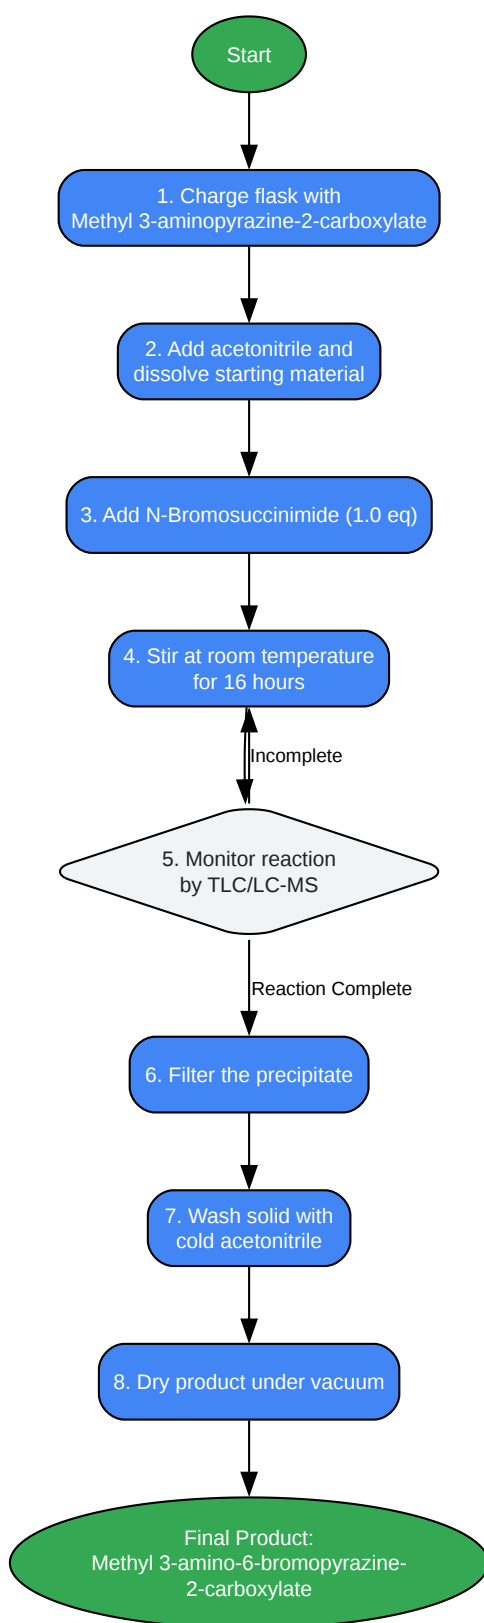 Start
1. Charge flask with
Methyl 3-aminopyrazine-2-carboxylate
2. Add acetonitrile and
dissolve starting material
3. Add N-Bromosuccinimide (1.0 eq)
4. Stir at room temperature
for 16 hours
Incomplete
5. Monitor reaction
by TLC/LC-MS
Reaction Complete
6. Filter the precipitate
7. Wash solid with
cold acetonitrile
8. Dry product under vacuum
Final Product:
Methyl 3-amino-6-bromopyrazine-
2-carboxylate